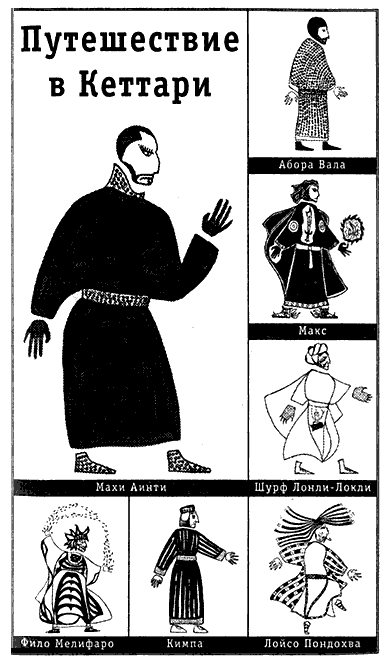 Путешествие
в Кеттари
Абора Вала
Макс
Махи Аинти
Шурф Лонли-Локли
Фило Мелифаро
Кимпа
Лойсо Пондохва